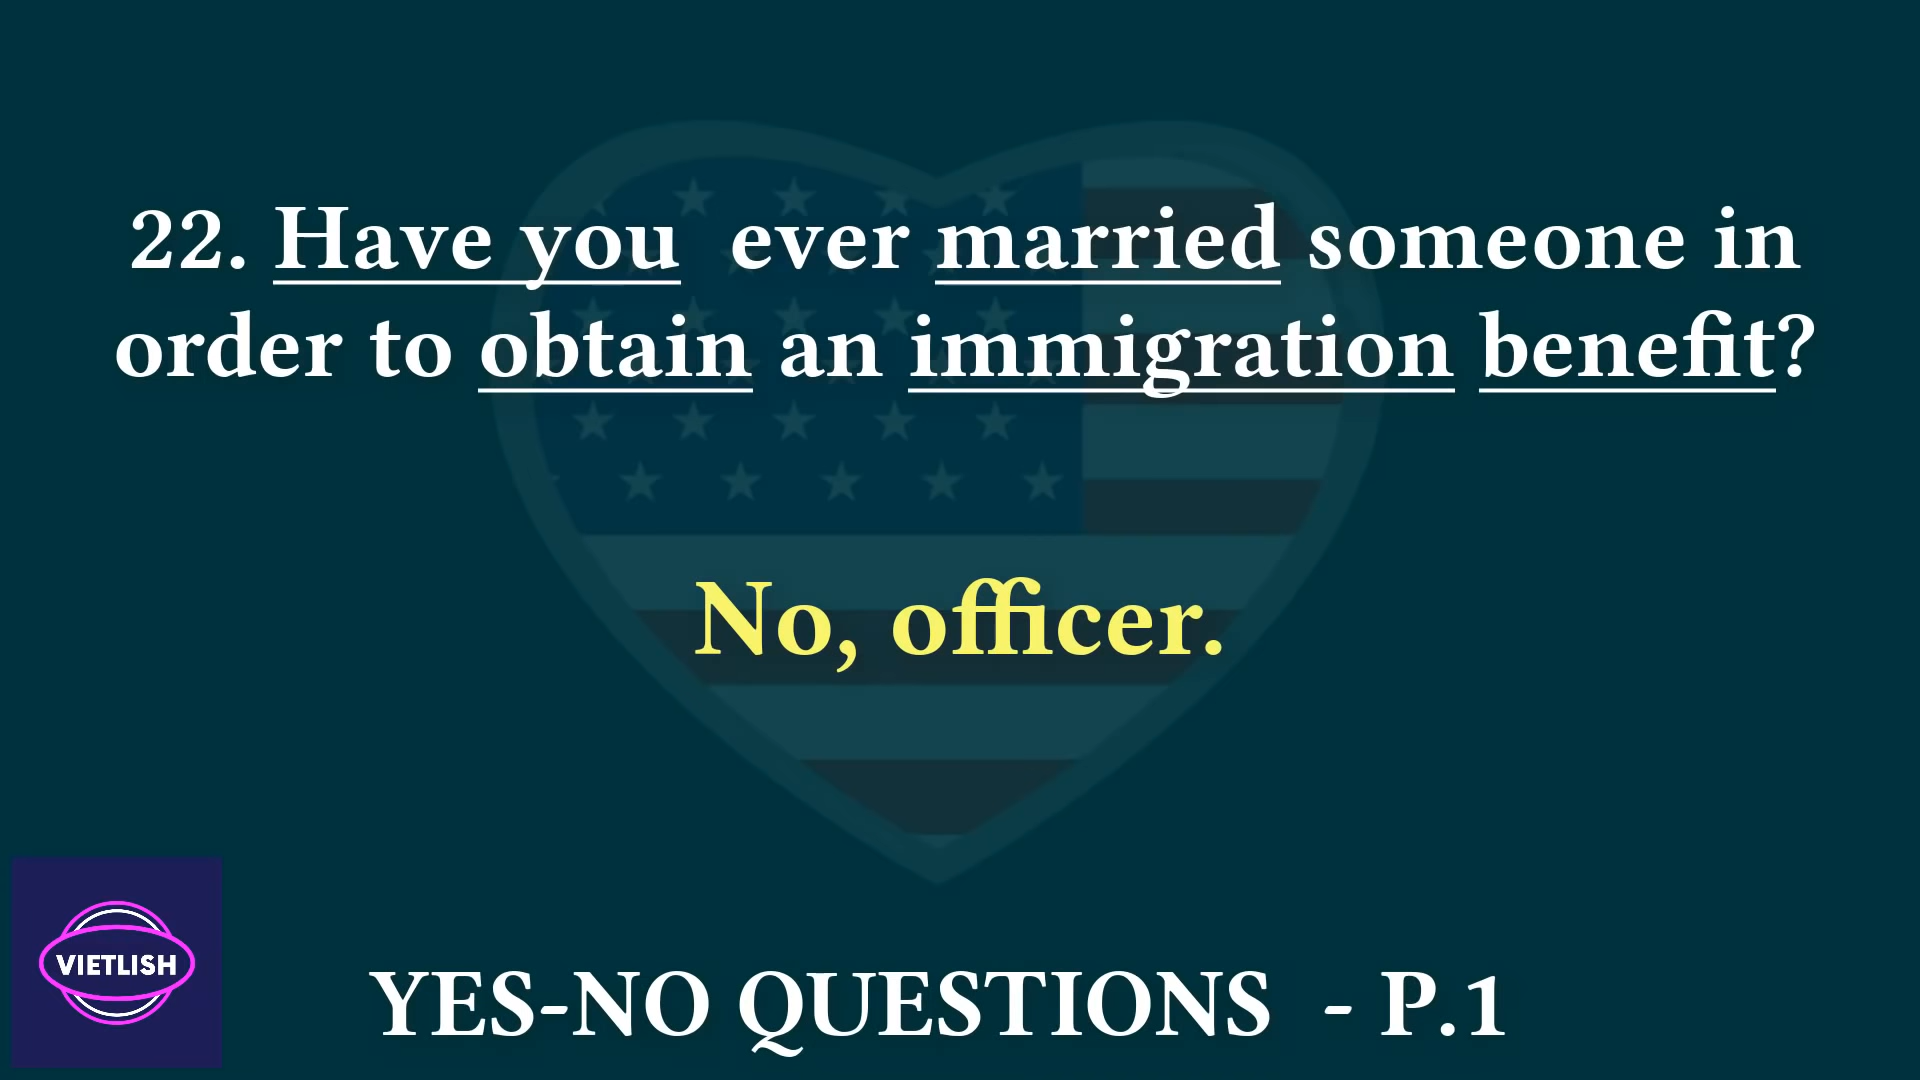 22. Have you ever married someone in
order to obtain an immigration benefit?
No, officer.
VIETLISH
YES-NO QUESTIONS - P.1